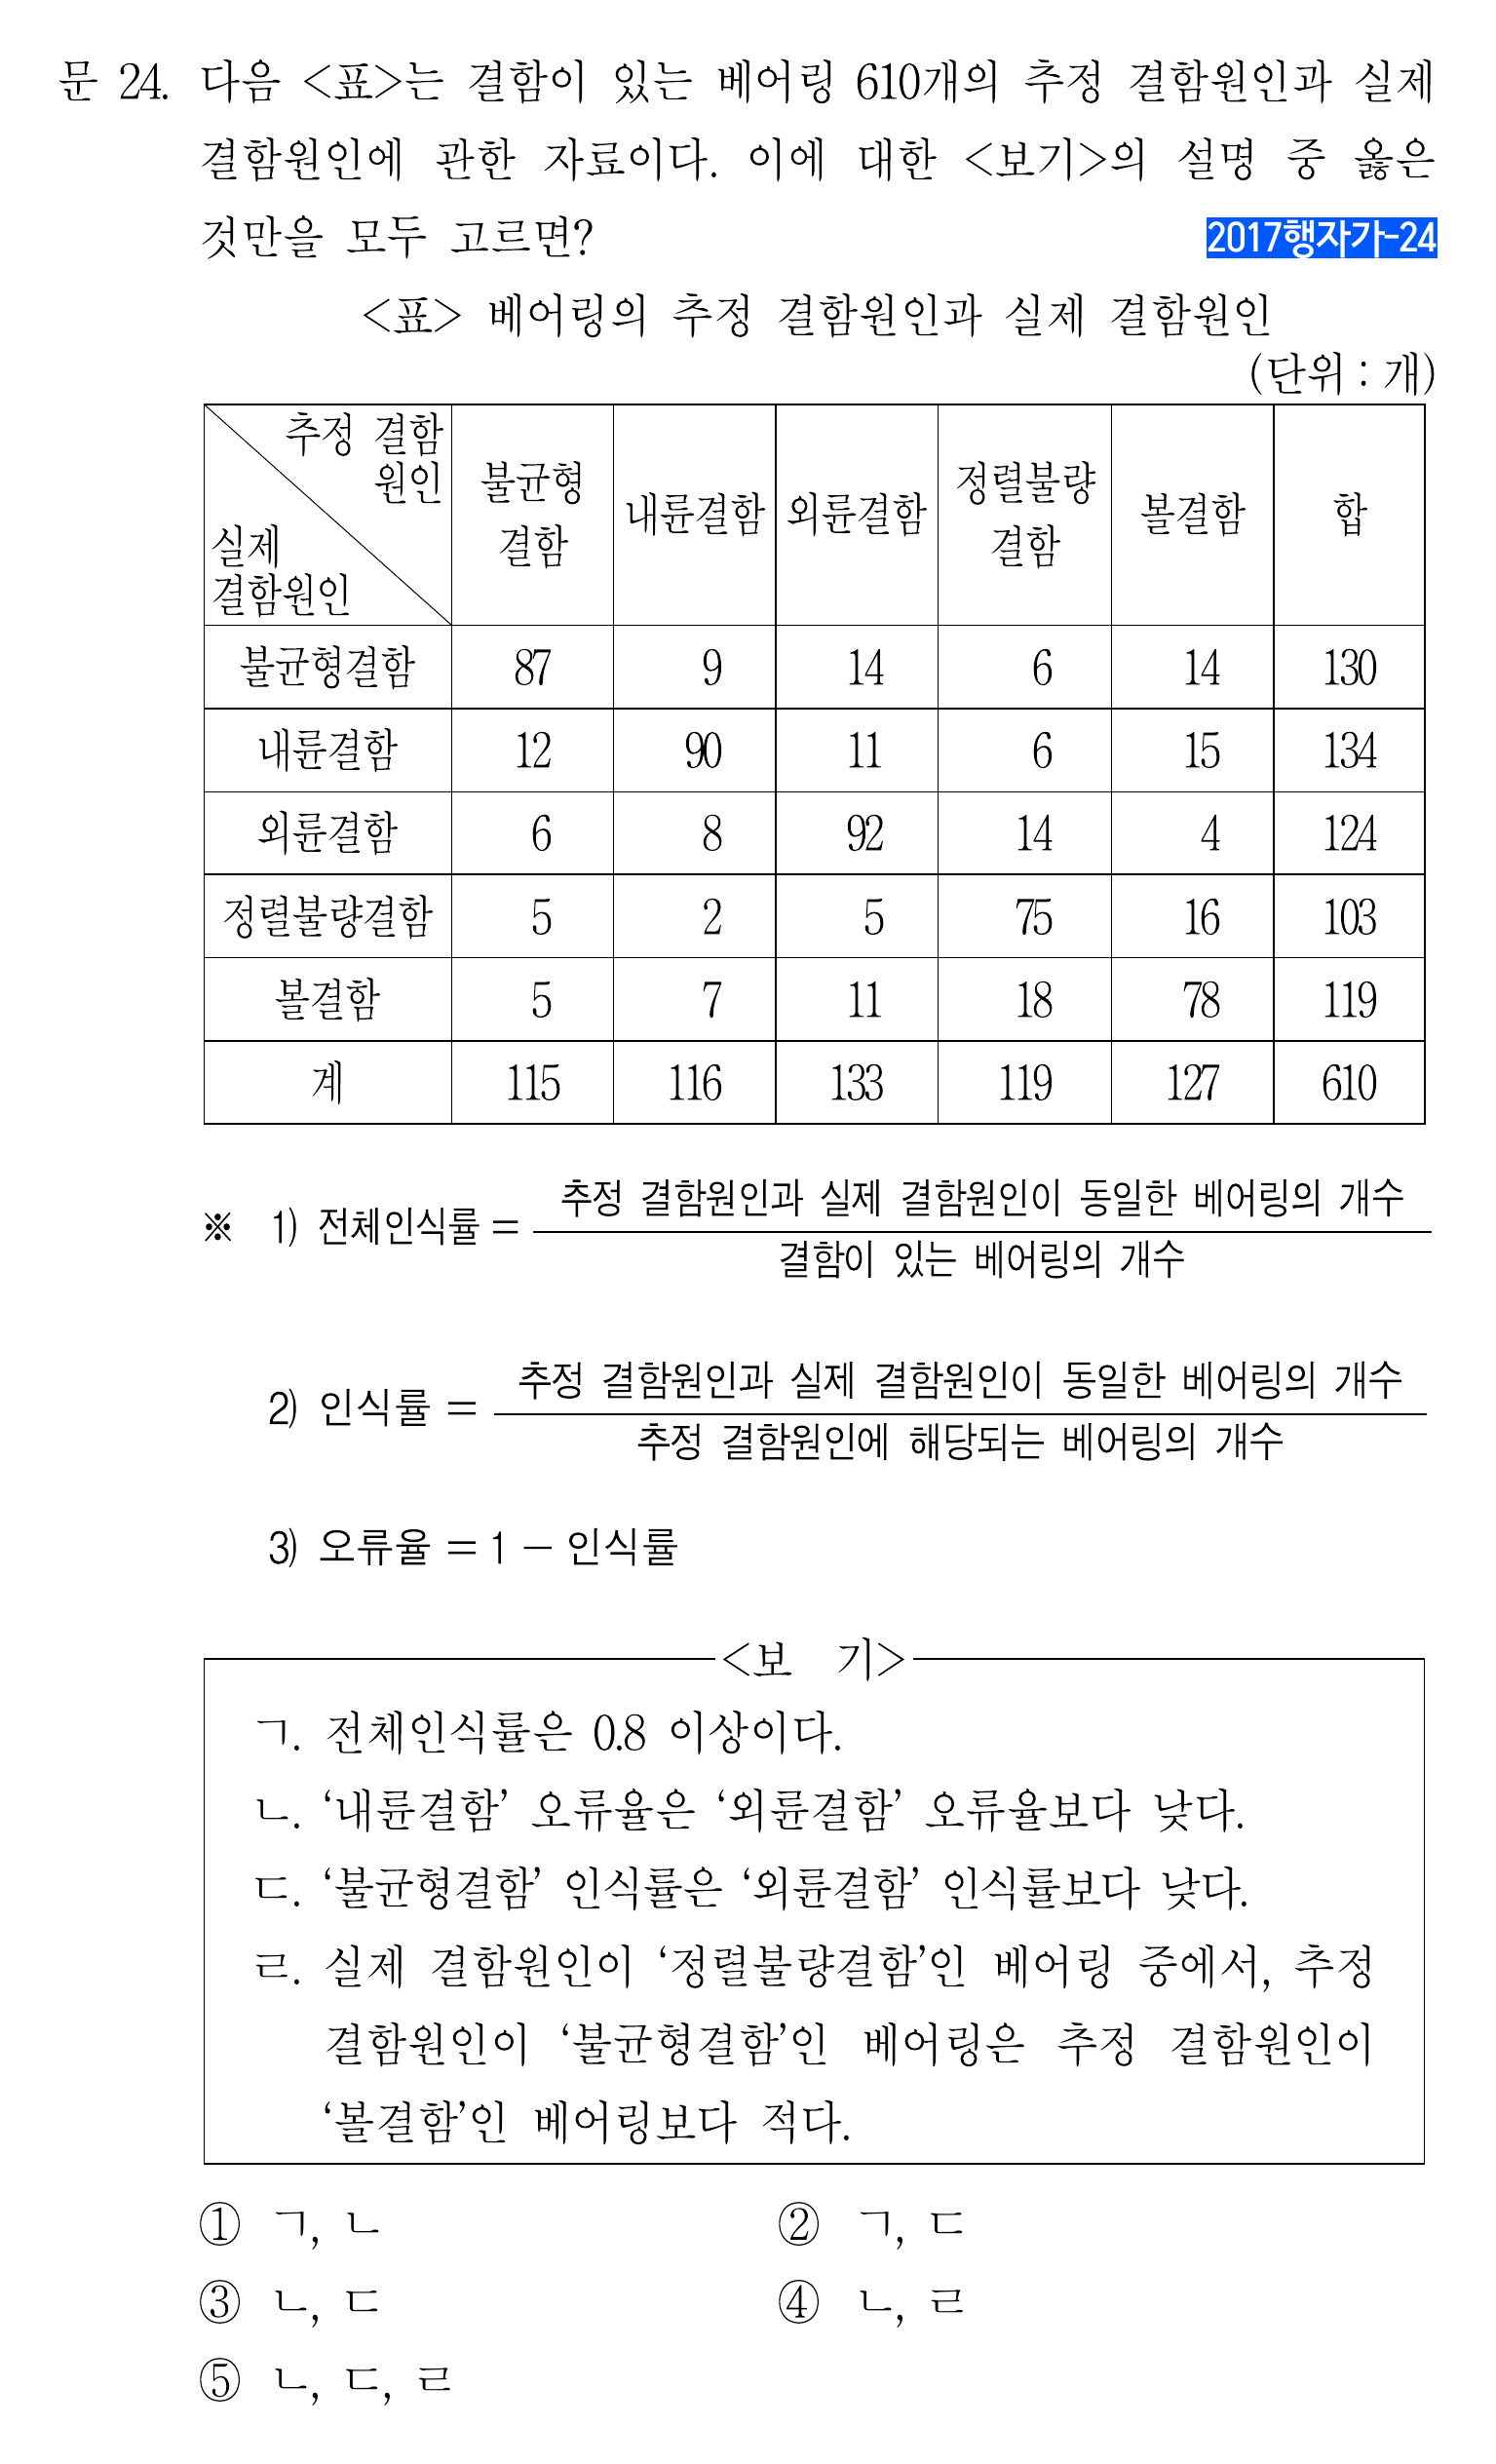 문 24. 다음 <표>는 결함이 있는 베어링 610개의 추정 결함원인과 실제
결함원인에 관한 자료이다. 이에 대한 <보기>의 설명 중 옳은
것만을 모두 고르면?
2017행자가-24
<표> 베어링의 추정 결함원인과 실제 결함원인
(단위 : 개)
추정 결함
원인
실제
결함원인
불균형
결함
내륜결함
외륜결함
정렬불량
결함
볼결함
합
불균형결함 87 9 14 6 14 130
내륜결함 12 90 11 6 15 134
외륜결함 6 8 92 14 4 124
정렬불량결함 5 2 5 75 16 103
볼결함 5 7 11 18 78 119
계 115 116 133 119 127 610
※ 1) 전체인식률 =
추정 결함원인과 실제 결함원인이 동일한 베어링의 개수
결함이 있는 베어링의 개수
2) 인식률 =
추정 결함원인과 실제 결함원인이 동일한 베어링의 개수
추정 결함원인에 해당되는 베어링의 개수
3) 오류율 = 1 - 인식률
<보 기>
ㄱ. 전체인식률은 0.8 이상이다.
ㄴ. ‘내륜결함’ 오류율은 ‘외륜결함’ 오류율보다 낮다.
ㄷ. ‘불균형결함’ 인식률은 ‘외륜결함’ 인식률보다 낮다.
ㄹ. 실제 결함원인이 ‘정렬불량결함’인 베어링 중에서, 추정
결함원인이 ‘불균형결함’인 베어링은 추정 결함원인이
‘볼결함’인 베어링보다 적다.
① ㄱ, ㄴ
② ㄱ, ㄷ
③ ㄴ, ㄷ
④ ㄴ, ㄹ
⑤ ㄴ, ㄷ, ㄹ